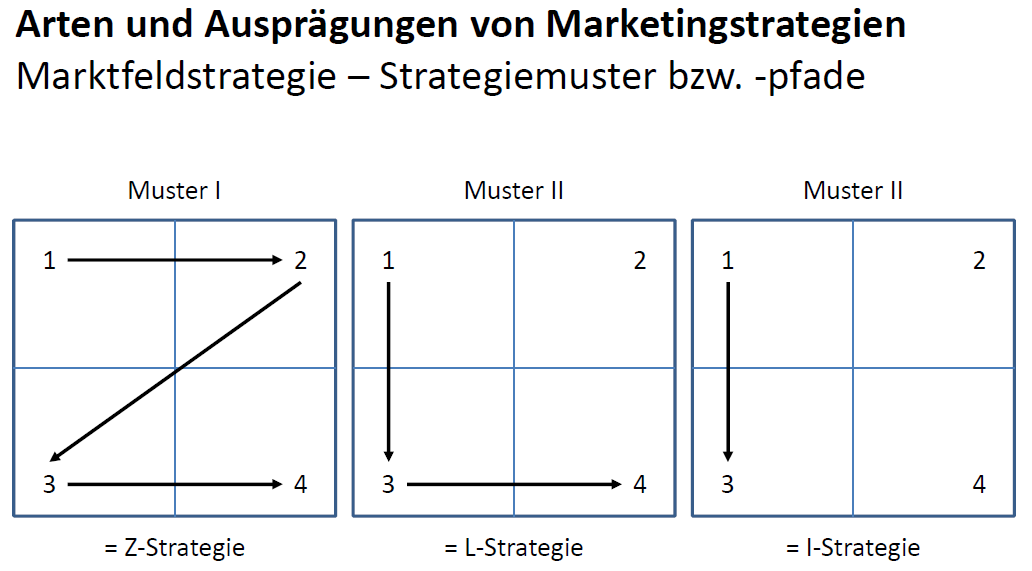 Arten und Ausprägungen von Marketingstrategien
Marktfeldstrategie – Strategiemuster bzw. -pfade
Muster I
Muster II
Muster II
1 2
1 2
1 2
3 4
3 4
3 4
= Z-Strategie
= L-Strategie
= I-Strategie